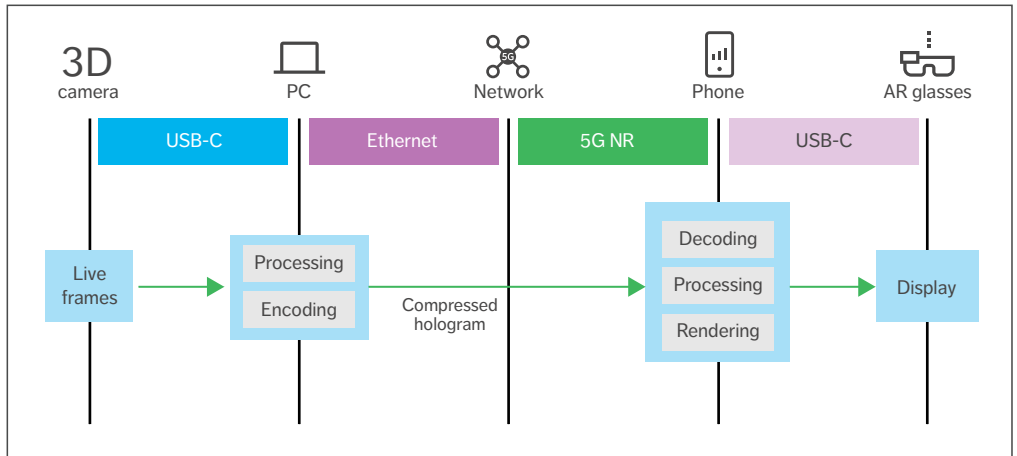 3D
camera
PC
5G
Network
Phone
AR glasses
USB-C
Ethernet
5G NR
USB-C
Live
frames
Processing
Encoding
Compressed
hologram
Decoding
Processing
Rendering
Display